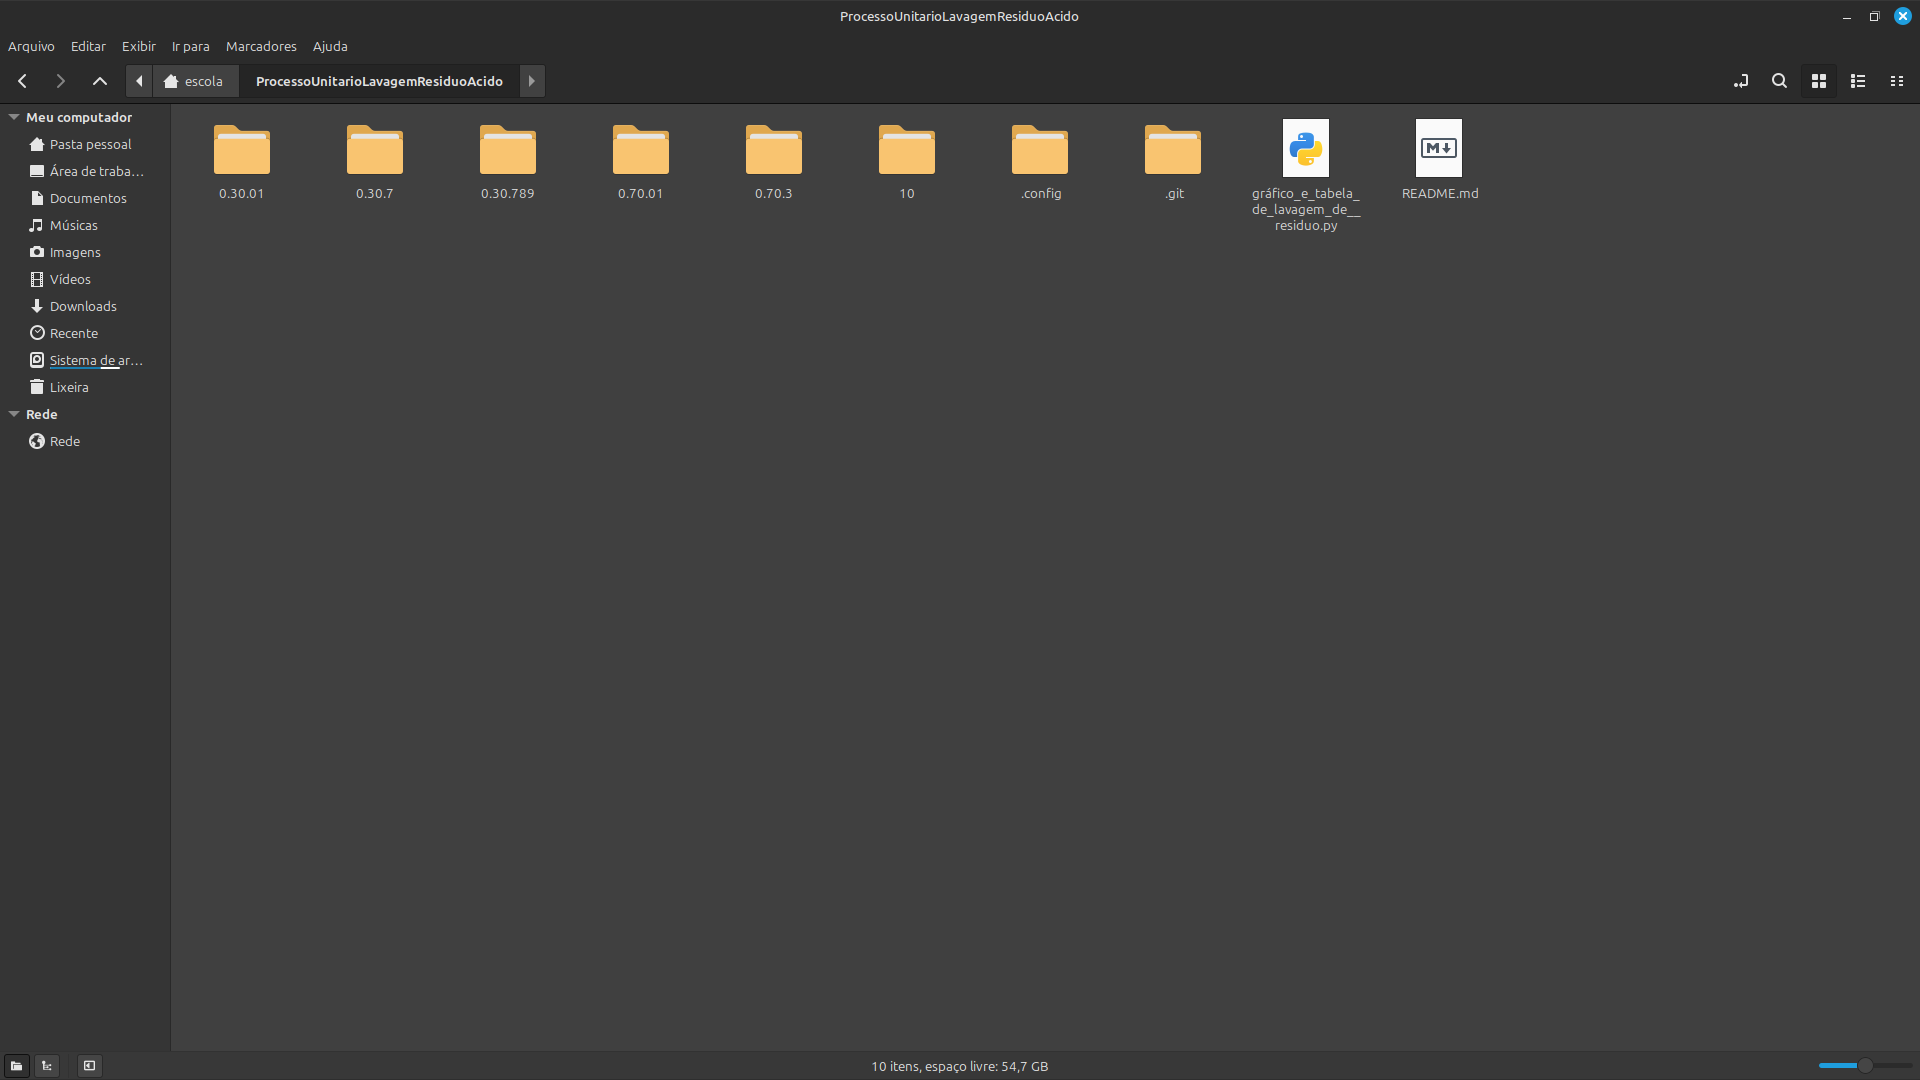 ProcessoUnitarioLavagemResiduoAcido
Arquivo Editar Exibir Ir para Marcadores Ajuda
escola ProcessoUnitarioLavagemResiduoAcido
Meu computador
Pasta pessoal
Área de traba...
Documentos
Músicas
Imagens
Vídeos
Downloads
Recente
Sistema de ar...
Lixeira
Rede
Rede
0.30.01
0.30.7
0.30.789
0.70.01
0.70.3
10
.config
.git
gráfico_e_tabela_
de_lavagem_de__
residuo.py
M
README.md
10 itens, espaço livre: 54,7 GB